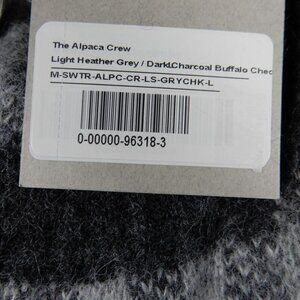 The Alpaca Crew
Light Heather Grey / Dark Charcoal Buffalo Chec
M-SWTR-ALPC-CR-LS-GRYCHK-L
0-00000-96318-3